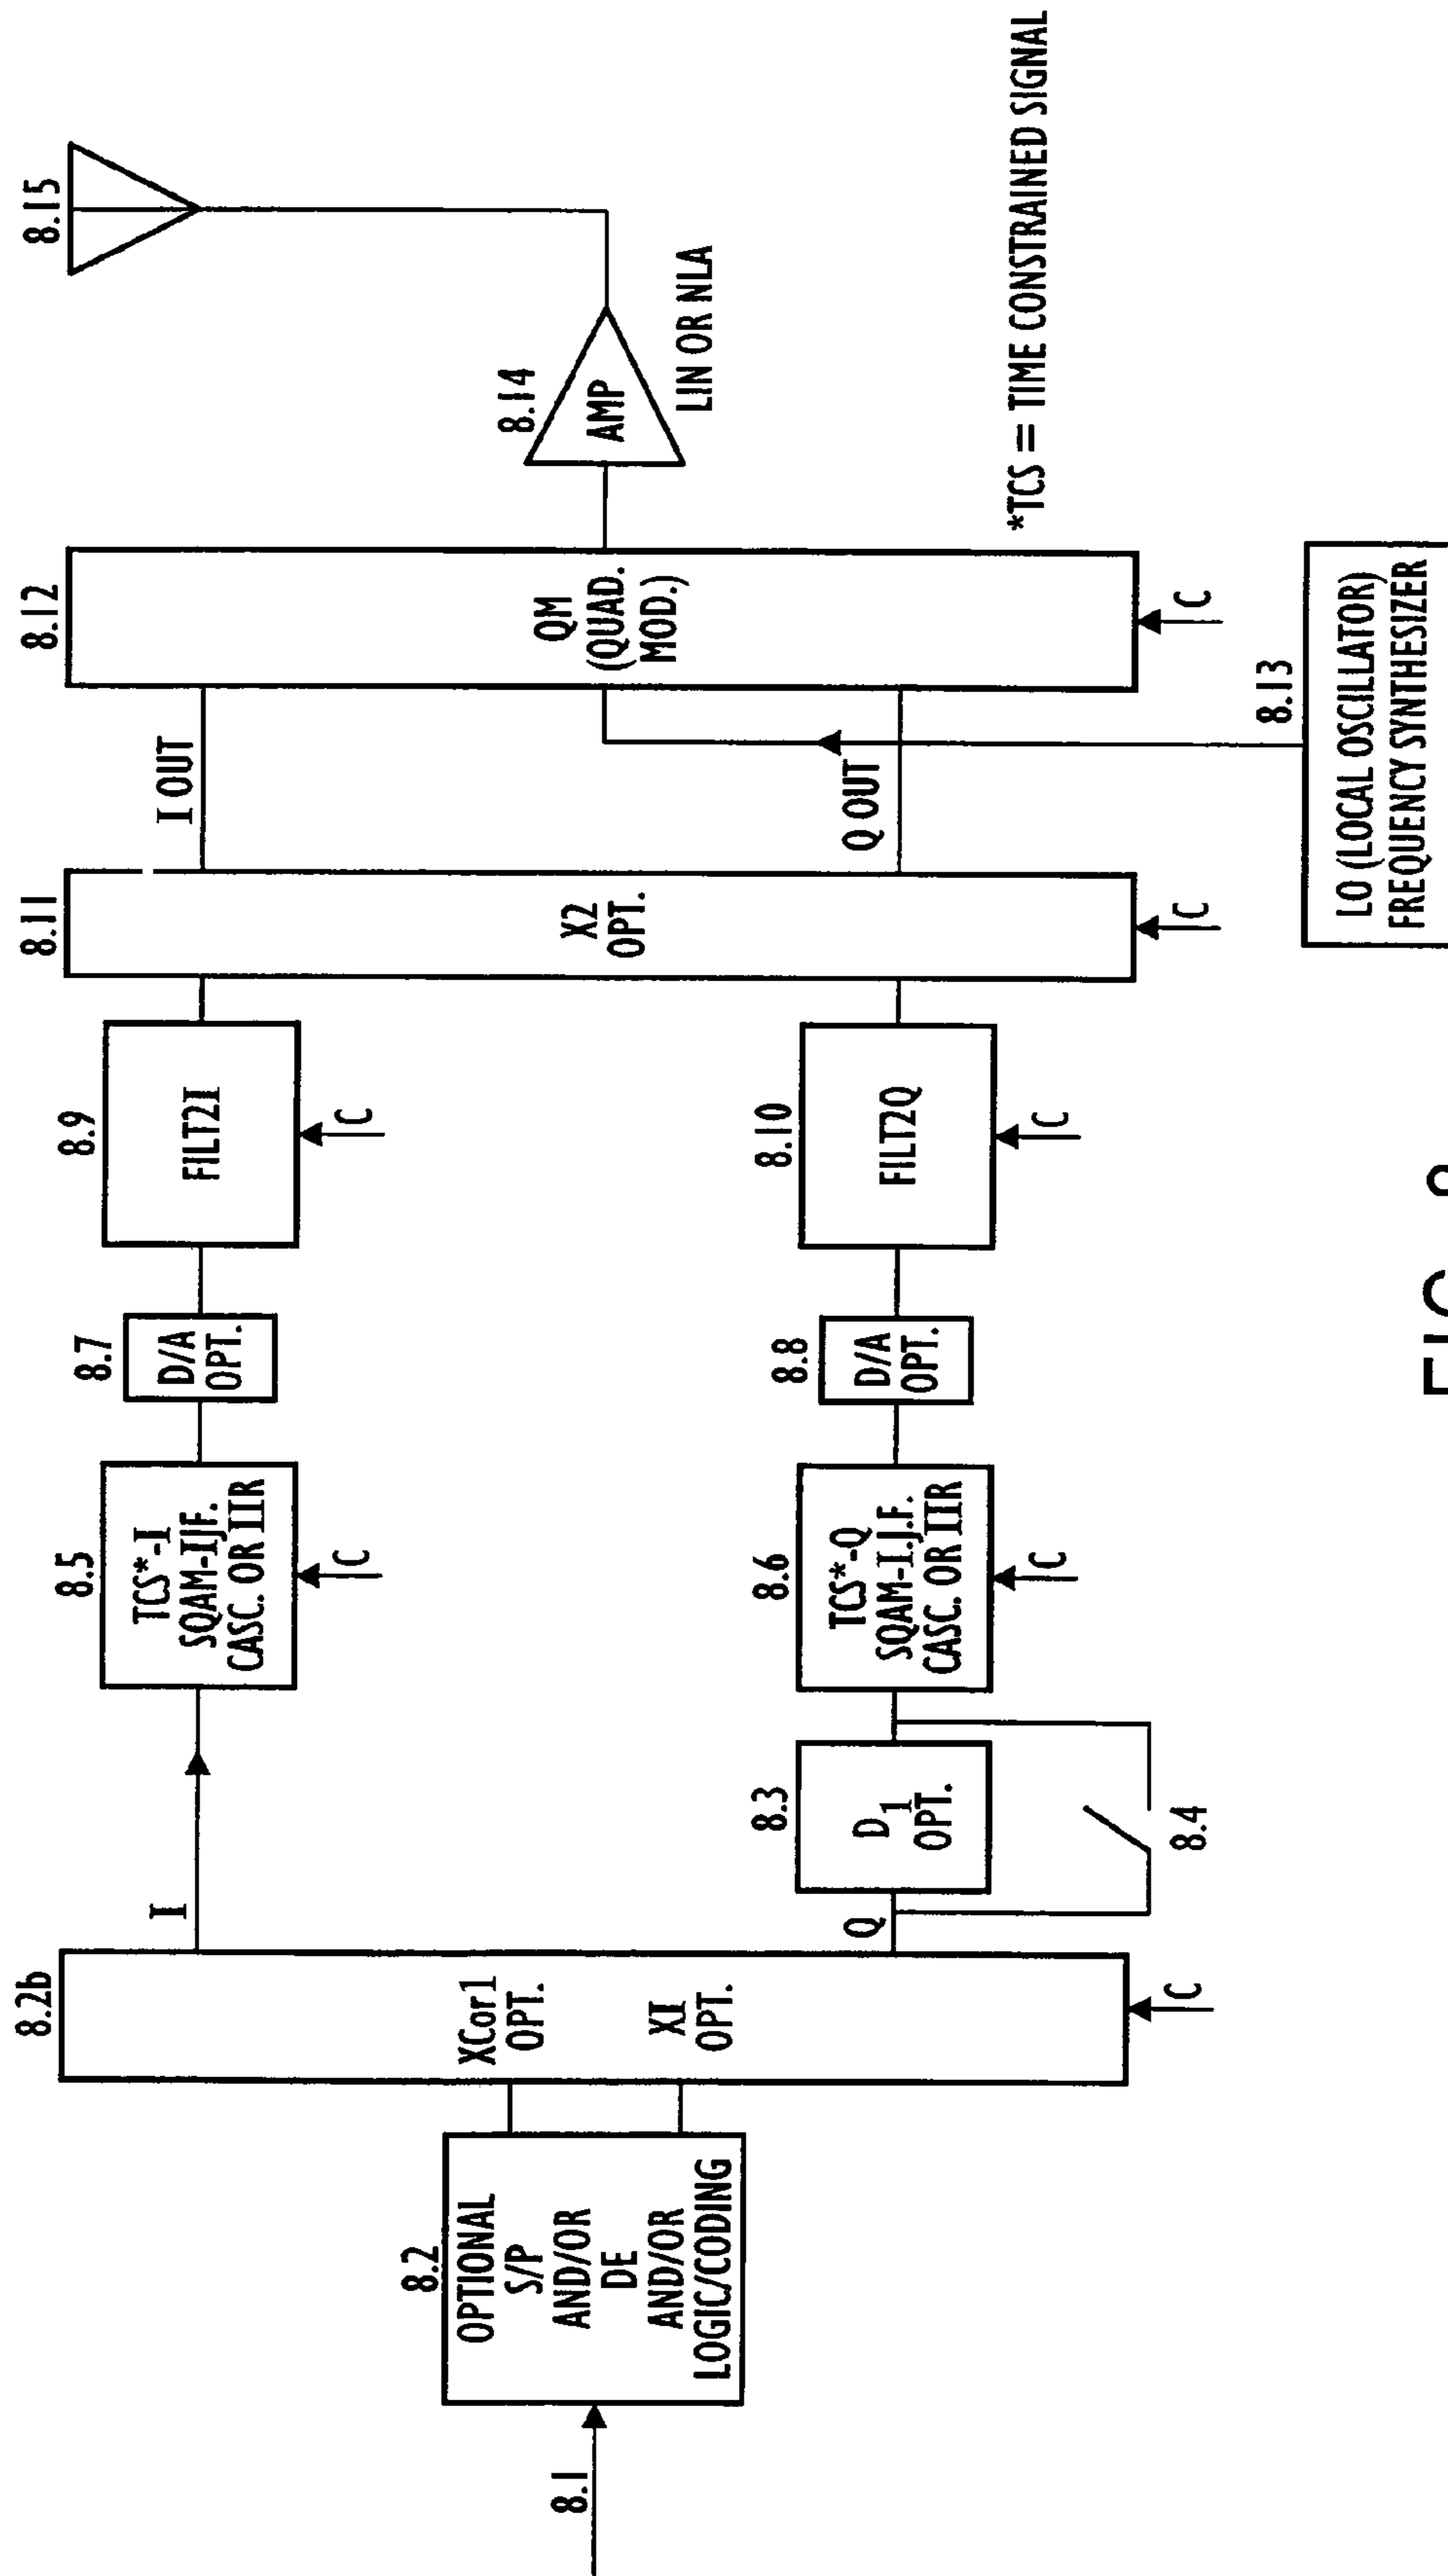 8.1
8.2
OPTIONAL
S/P
AND/OR
DE
AND/OR
LOGIC/CODING
8.2b
XCor1
OPT.
XI
OPT.
C
I
Q
8.3
D1
OPT.
8.4
8.5
TCS*-I
SQAM-IJF.
CASC. OR IIR
C
8.6
TCS*-Q
SQAM-I.J.F.
CASC. OR IIR
C
8.7
D/A
OPT.
8.8
D/A
OPT.
8.9
FILT2I
C
8.10
FILT2Q
C
8.11
X2
OPT.
C
I OUT
Q OUT
8.12
QM
(QUAD.
MOD.)
C
8.13
LO (LOCAL OSCILLATOR)
FREQUENCY SYNTHESIZER
8.14
AMP
LIN OR NLA
8.15
*TCS = TIME CONSTRAINED SIGNAL